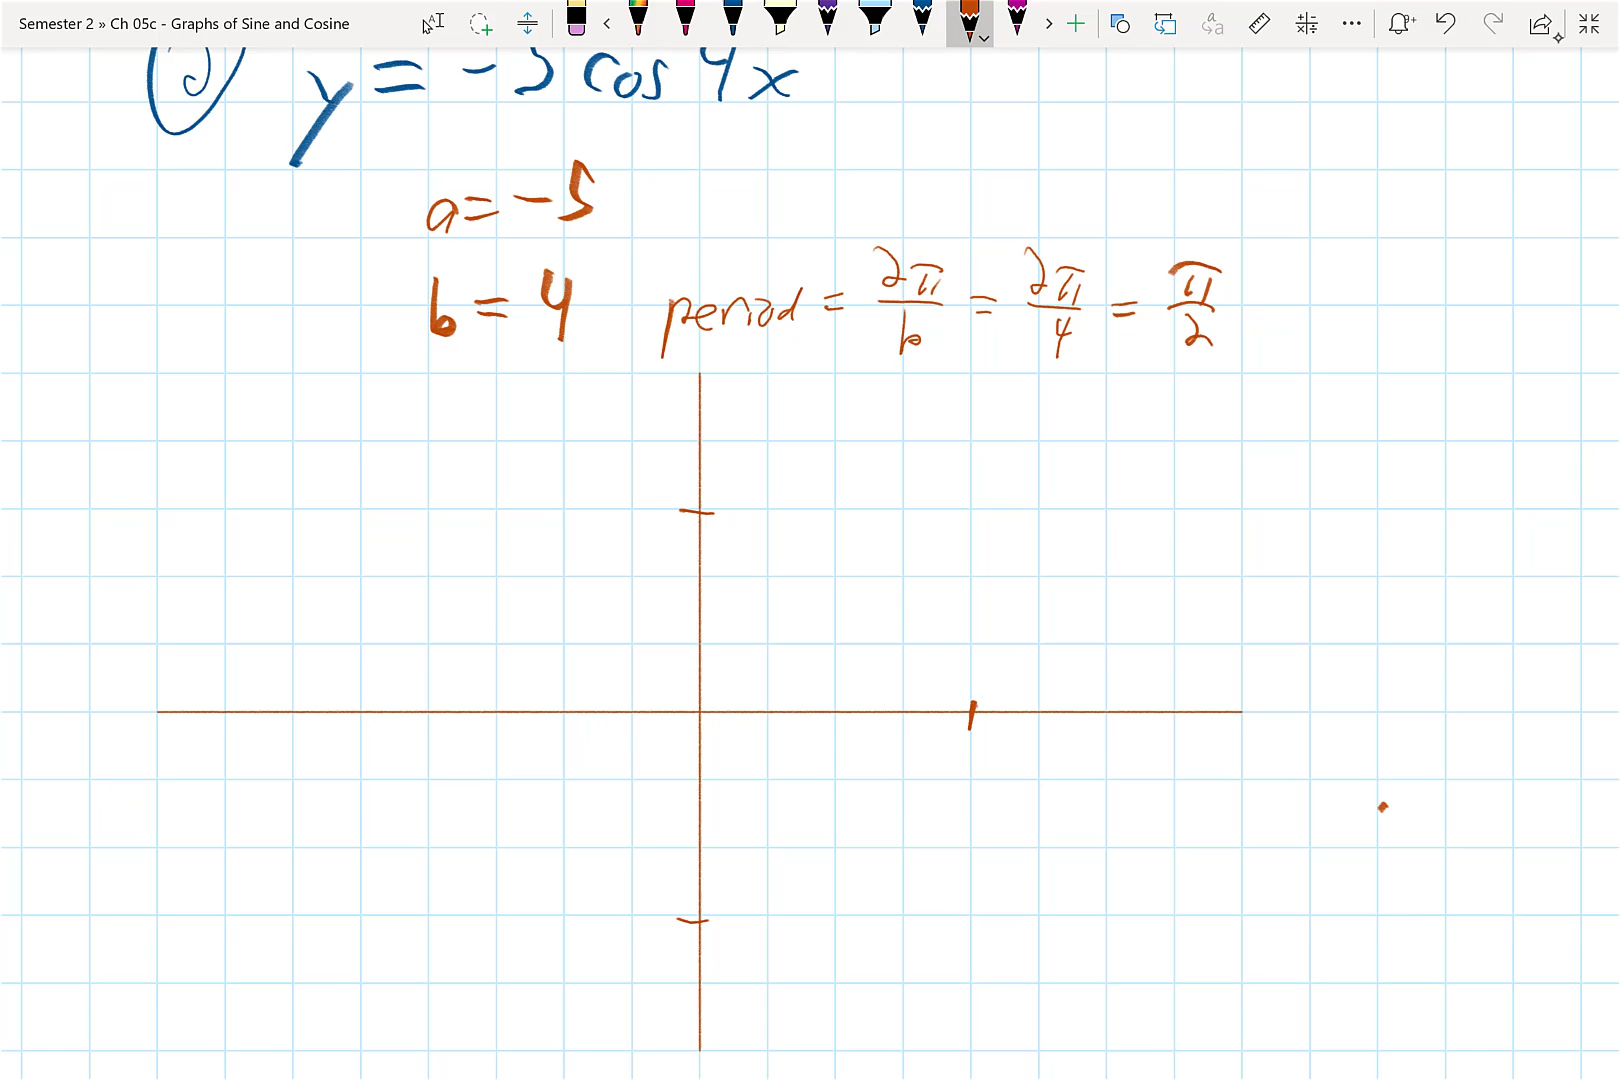 Semester 2 » Ch 05c - Graphs of Sine and Cosine
y = -5 cos 4x
a = -5
b = 4 period = 2π/b = 2π/4 = π/2